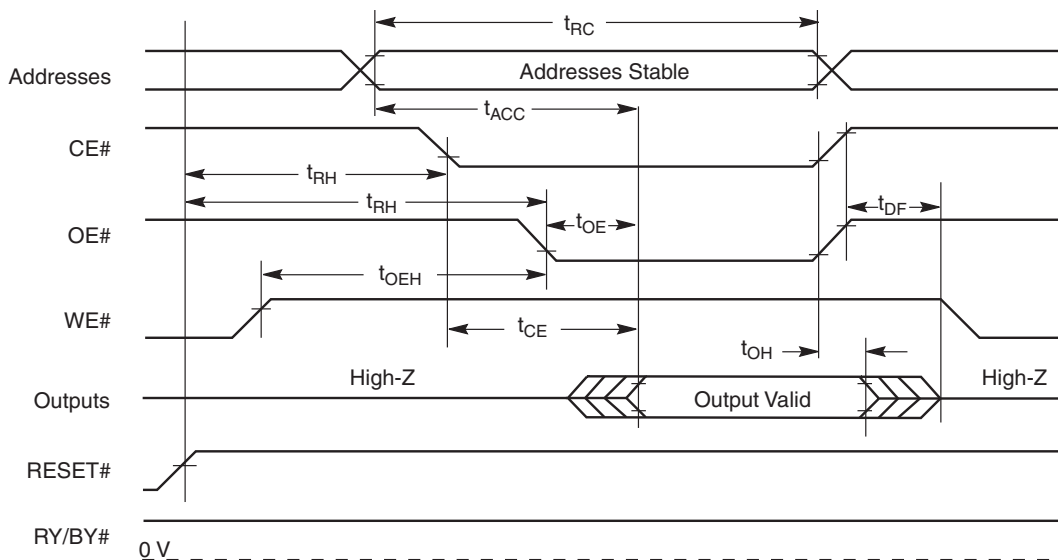 tRC
Addresses
Addresses Stable
tACC
CE#
tRH
tRH
tOE
tDF
OE#
tOEH
WE#
tCE
tOH
High-Z
High-Z
Outputs
Output Valid
RESET#
RY/BY#
0 V